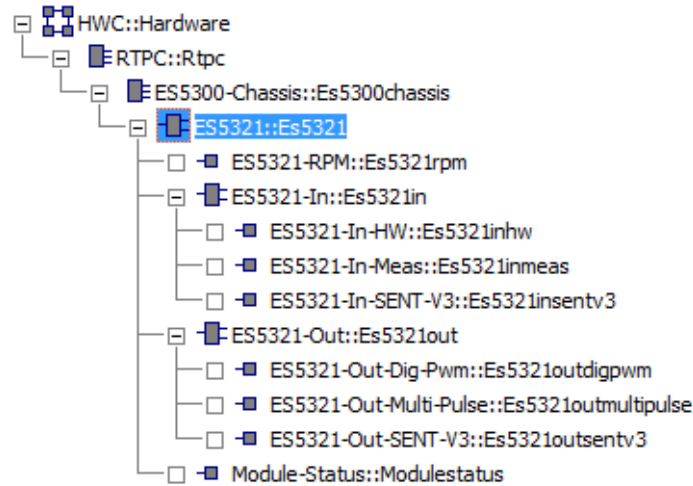 HWC::Hardware
RTPC::Rtpc
ES5300-Chassis::Es5300chassis
ES5321::Es5321
ES5321-RPM::Es5321rpm
ES5321-In::Es5321in
ES5321-In-HW::Es5321inhw
ES5321-In-Meas::Es5321inmeas
ES5321-In-SENT-V3::Es5321insentv3
ES5321-Out::Es5321out
ES5321-Out-Dig-Pwm::Es5321outdigpwm
ES5321-Out-Multi-Pulse::Es5321outmultipulse
ES5321-Out-SENT-V3::Es5321outsentv3
Module-Status::Modulestatus